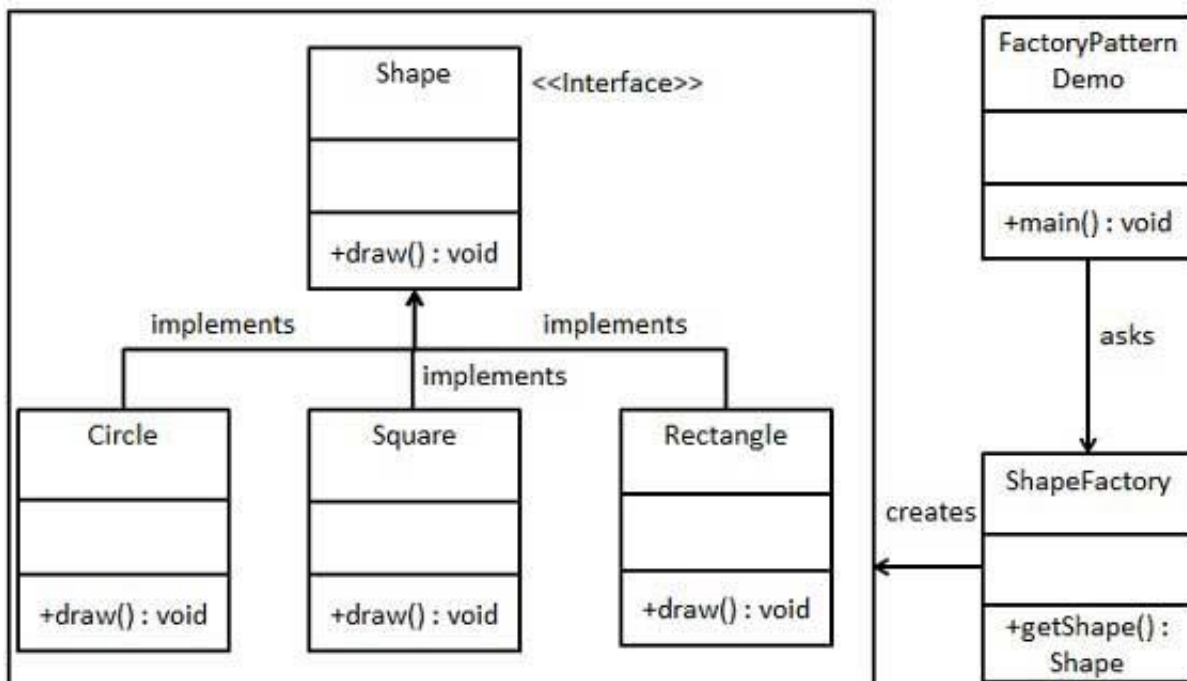 Shape
<<Interface>>
+draw() : void
implements
implements
implements
Circle
+draw() : void
Square
+draw() : void
Rectangle
+draw() : void
FactoryPattern
Demo
+main() : void
asks
ShapeFactory
creates
+getShape() :
Shape